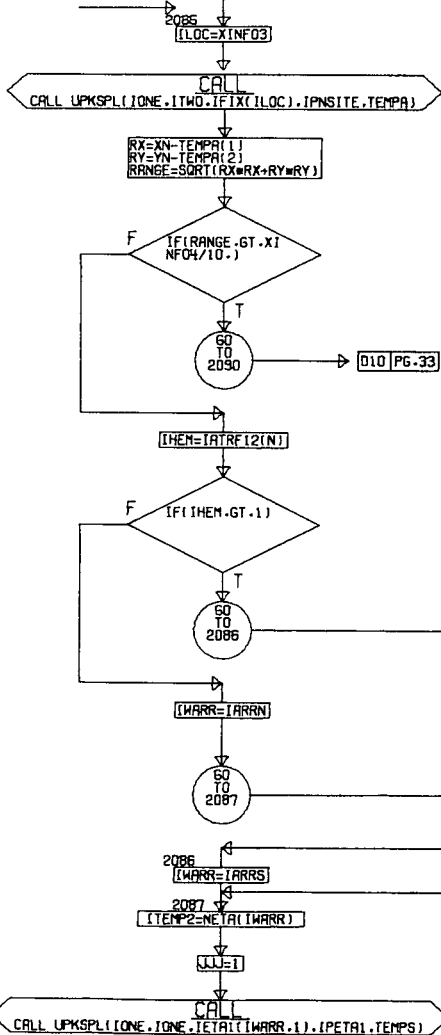 2085
ILOC=XINF03
CALL
CALL UPKSPL(IONE.ITWO.IFIX(ILOC).IPNSITE,TEMPA)
RX=XN-TEMPA(1)
RY=YN-TEMPA(2)
RANGE=SQRT(RX*RX+RY*RY)
F
IF(RANGE.GT.XI
NF04/10.)
T
GO
TO
2090
D10 PG.33
IHEM=IATRF12(N)
F
IF(IHEM.GT.1)
T
GO
TO
2086
IWARR=IARRN
GO
TO
2087
2086
IWARR=IARRS
2087
ITEMP2=NETA(IWARR)
JJJ=1
CALL
CALL UPKSPL(IONE.IONE.IETA1(IWARR.1).IPETA1.TEMPS)